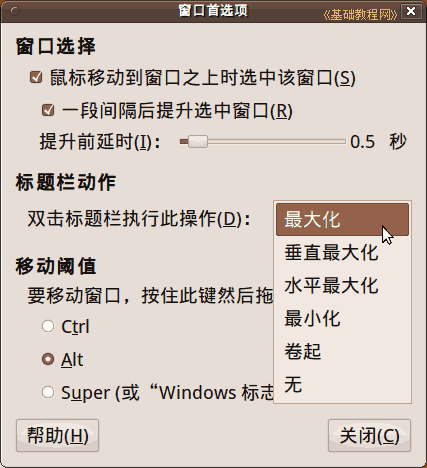 窗口首选项
《基础教程网》
窗口选择
鼠标移动到窗口之上时选中该窗口(S)
一段间隔后提升选中窗口(R)
提升前延时(I): 0.5 秒
标题栏动作
双击标题栏执行此操作(D):
最大化
垂直最大化
水平最大化
最小化
卷起
无
移动阈值
要移动窗口，按住此键然后拖
Ctrl
Alt
Super (或“Windows 标志
帮助(H)
关闭(C)